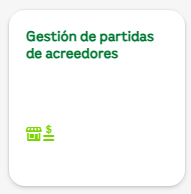 Gestión de partidas
de acreedores
$